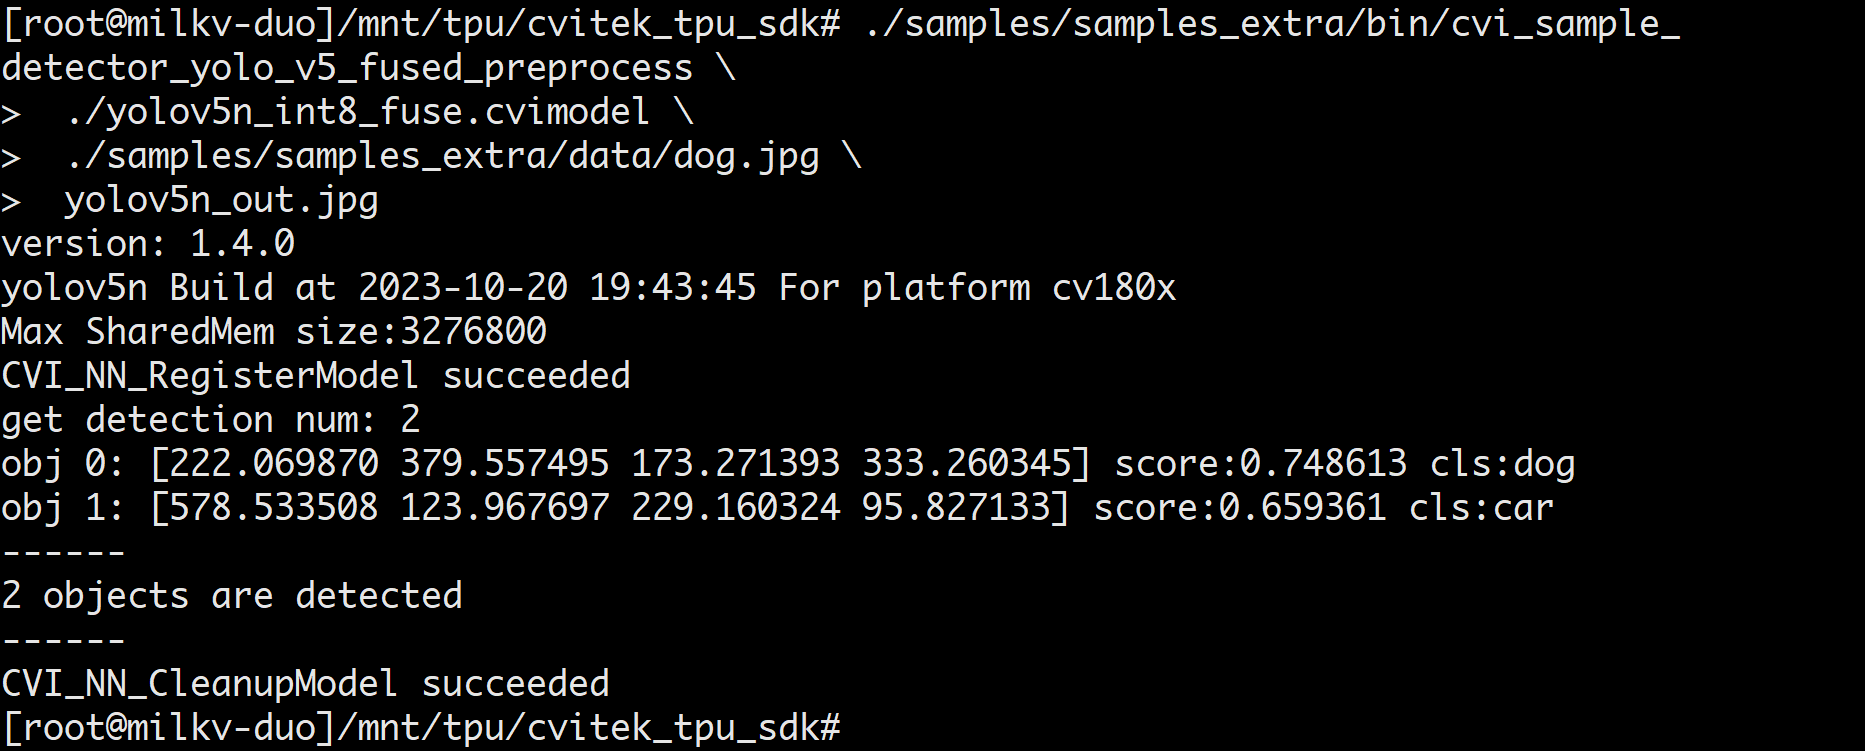 [root@milkv-duo]/mnt/tpu/cvitek_tpu_sdk# ./samples/samples_extra/bin/cvi_sample_
detector_yolo_v5_fused_preprocess \
>  ./yolov5n_int8_fuse.cvimodel \
>  ./samples/samples_extra/data/dog.jpg \
>  yolov5n_out.jpg
version: 1.4.0
yolov5n Build at 2023-10-20 19:43:45 For platform cv180x
Max SharedMem size:3276800
CVI_NN_RegisterModel succeeded
get detection num: 2
obj 0: [222.069870 379.557495 173.271393 333.260345] score:0.748613 cls:dog
obj 1: [578.533508 123.967697 229.160324 95.827133] score:0.659361 cls:car
------
2 objects are detected
------
CVI_NN_CleanupModel succeeded
[root@milkv-duo]/mnt/tpu/cvitek_tpu_sdk#